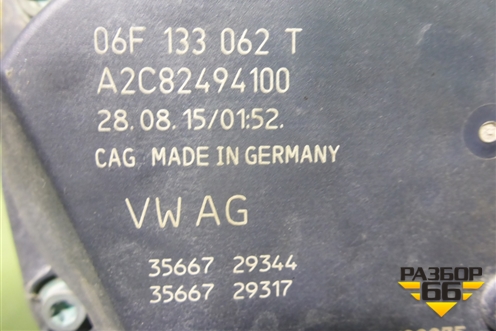 06F 133 062 T
A2C82494100
28.08.15/01:52.
CAG MADE IN GERMANY
VW AG
35667 29344
35667 29317
РАЗБОР
66